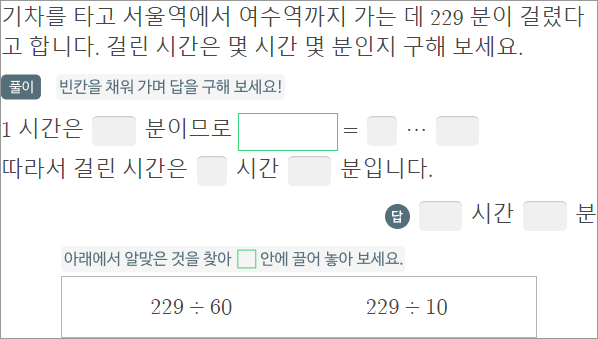 기차를 타고 서울역에서 여수역까지 가는 데 229 분이 걸렸다
고 합니다. 걸린 시간은 몇 시간 몇 분인지 구해 보세요.
풀이 빈칸을 채워 가며 답을 구해 보세요!
1 시간은 분이므로 = ···
따라서 걸린 시간은 시간 분입니다.
답 시간 분
아래에서 알맞은 것을 찾아 안에 끌어 놓아 보세요.
229 ÷ 60 229 ÷ 10